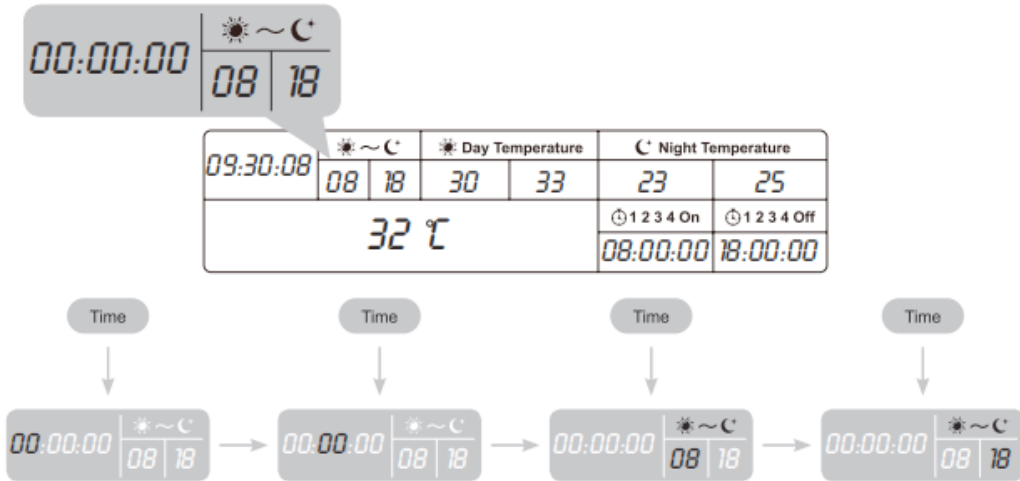 00:00:00
08 18
09:30:08
Day Temperature
Night Temperature
08 18 30 33 23 25
32 ℃
1 2 3 4 On
1 2 3 4 Off
08:00:00 18:00:00
Time Time Time Time
00:00:00 08 18
00:00:00 08 18
00:00:00 08 18
00:00:00 08 18